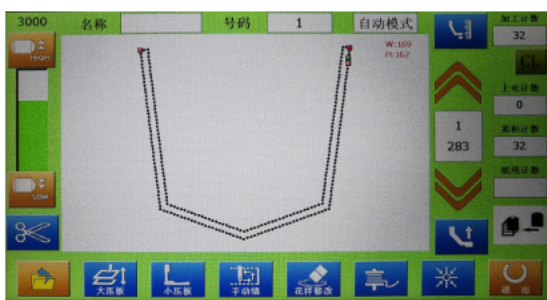 3000 名称 号码 1 自动模式 加工计数
32
HIGH
W:169
H:162
CL
上电计数
0
1
283
累积计数
32
底线计数
LOW
大压板 小压板 手动缝 花样修改 退出